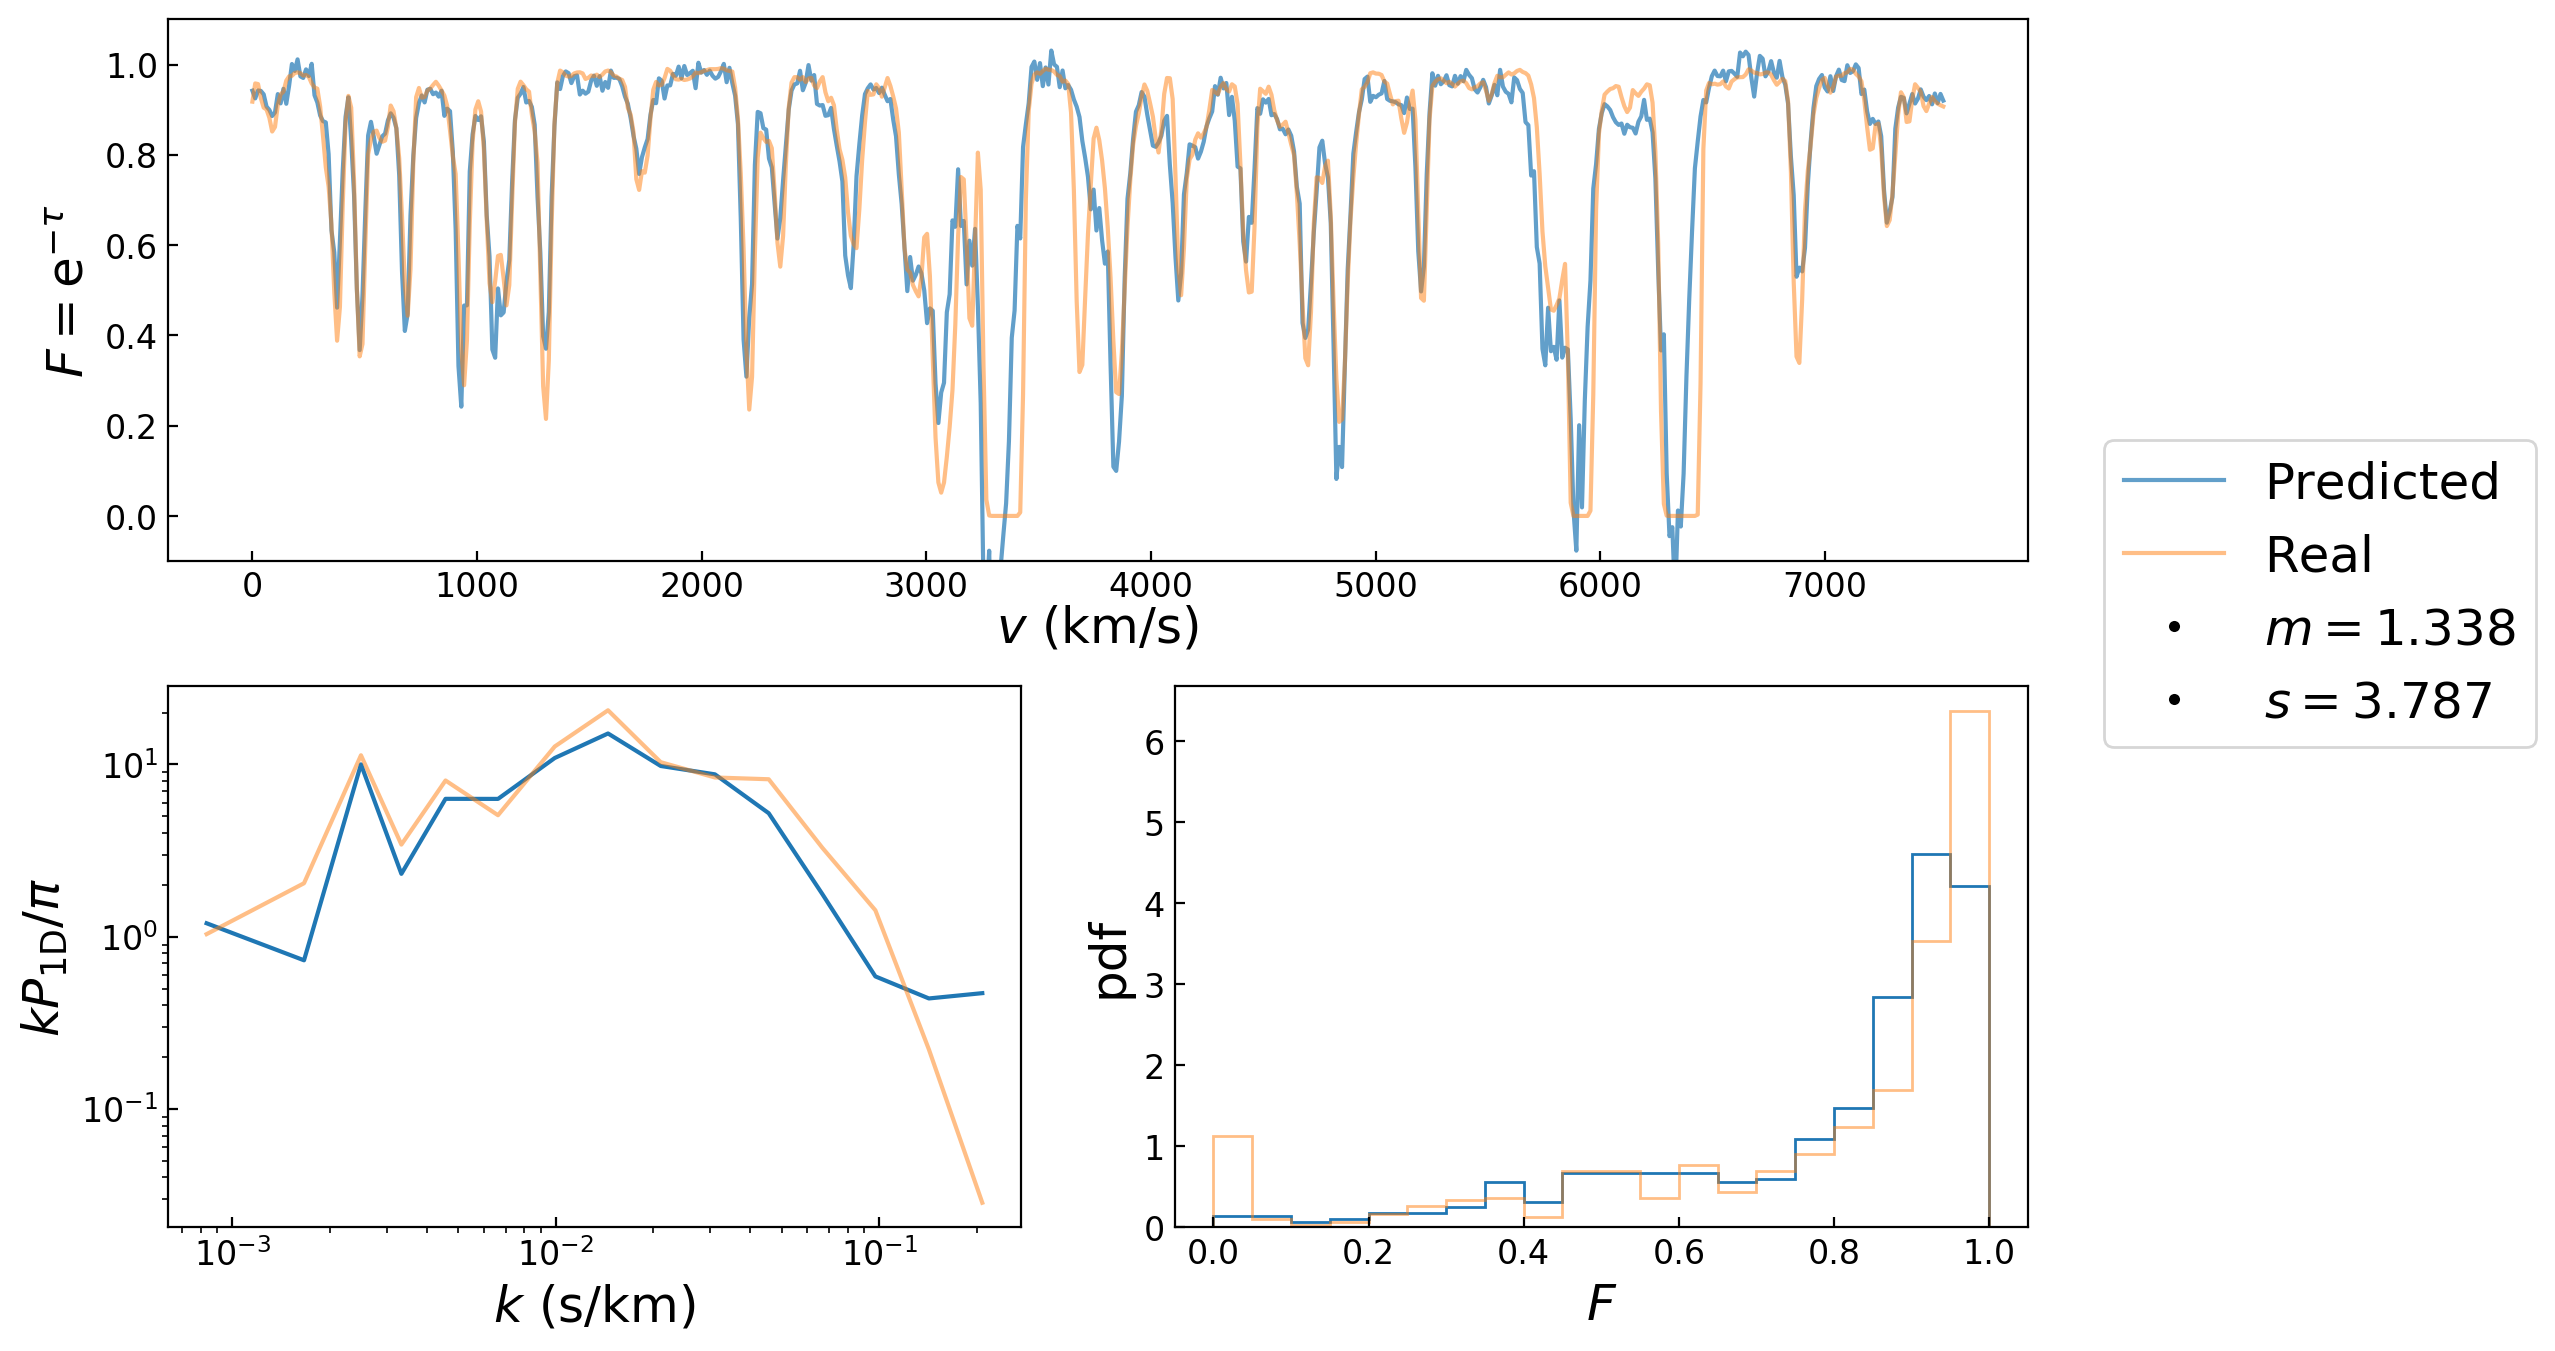 1.0
0.8
0.6
0.4
0.2
0.0
F = e^{−τ}
0 1000 2000 3000 4000 5000 6000 7000
v (km/s)
Predicted
Real
m = 1.338
s = 3.787
10^1
10^0
10^{−1}
kP_{1D}/π
10^{−3} 10^{−2} 10^{−1}
k (s/km)
6
5
4
3
2
1
0
pdf
0.0 0.2 0.4 0.6 0.8 1.0
F